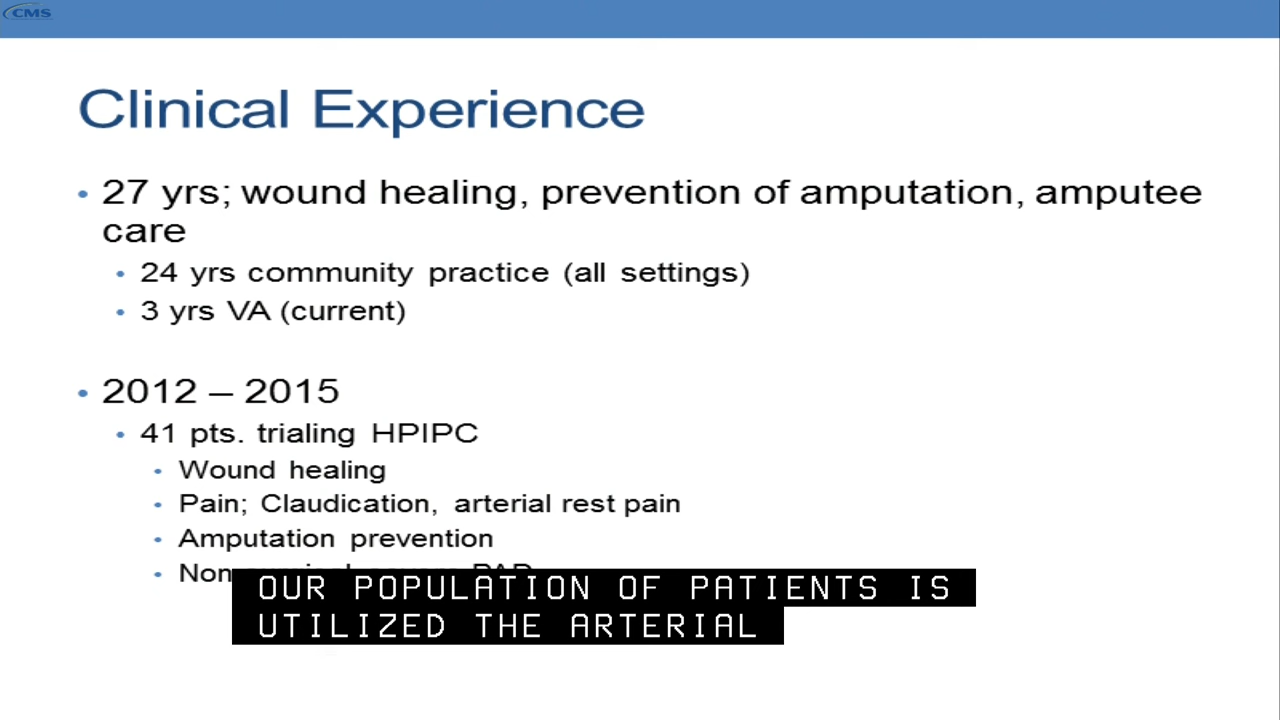 CMS
Clinical Experience
• 27 yrs; wound healing, prevention of amputation, amputee
care
• 24 yrs community practice (all settings)
• 3 yrs VA (current)
• 2012 – 2015
• 41 pts. trialing HPIPC
• Wound healing
• Pain; Claudication, arterial rest pain
• Amputation prevention
• Non
OUR POPULATION OF PATIENTS IS
UTILIZED THE ARTERIAL